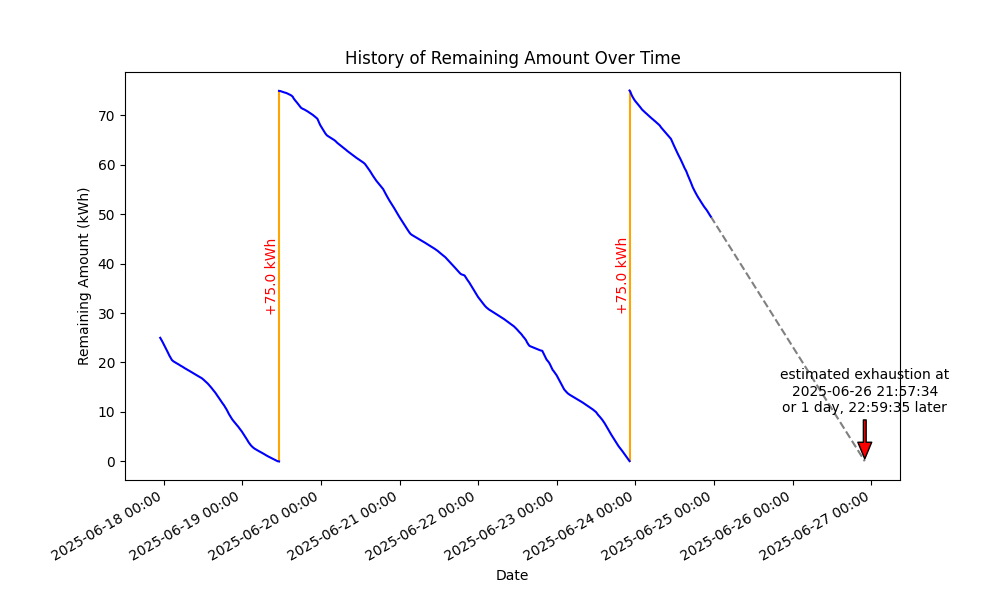 History of Remaining Amount Over Time
Remaining Amount (kWh)
70
60
50
40
30
20
10
0
+75.0 kWh
+75.0 kWh
estimated exhaustion at
2025-06-26 21:57:34
or 1 day, 22:59:35 later
2025-06-18 00:00
2025-06-19 00:00
2025-06-20 00:00
2025-06-21 00:00
2025-06-22 00:00
2025-06-23 00:00
2025-06-24 00:00
2025-06-25 00:00
2025-06-26 00:00
2025-06-27 00:00
Date